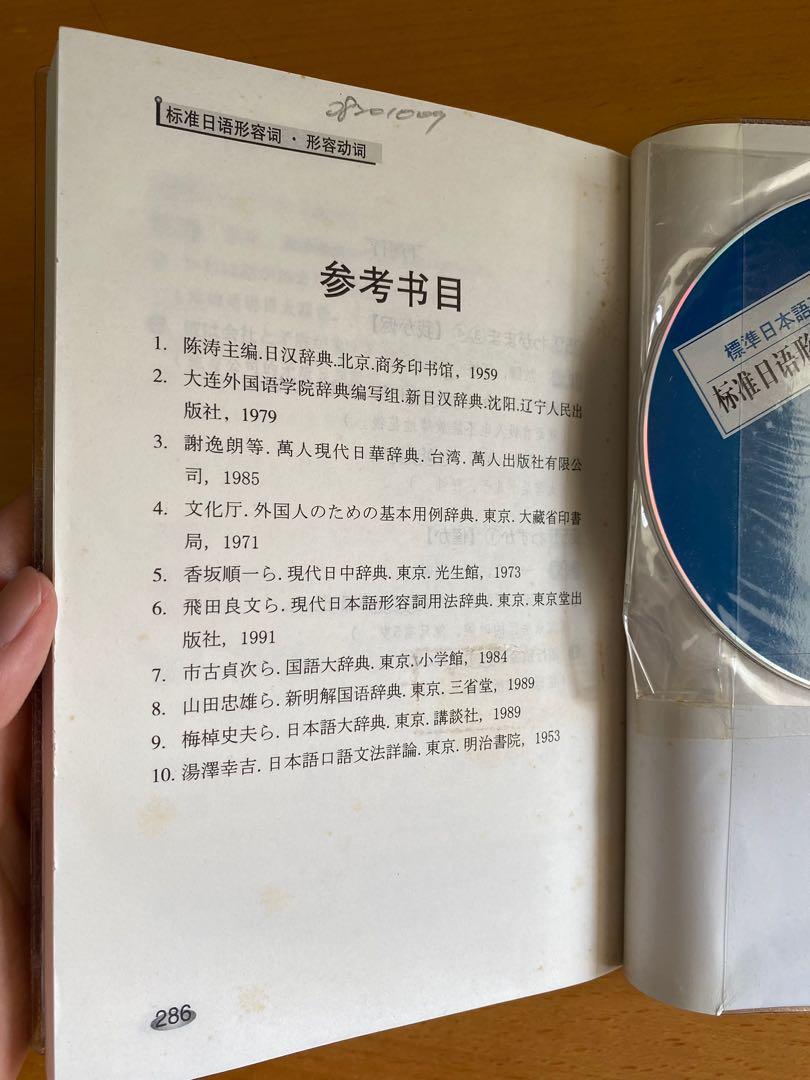 28301009
标准日语形容词·形容动词
参考书目
1. 陈涛主编.日汉辞典.北京.商务印书馆，1959
2. 大连外国语学院辞典编写组.新日汉辞典.沈阳.辽宁人民出
版社，1979
3. 謝逸朗等.萬人現代日華辞典.台湾.萬人出版社有限公
司，1985
4. 文化厅.外国人のための基本用例辞典.東京.大藏省印書
局，1971
5. 香坂順一ら.現代日中辞典.東京.光生館，1973
6. 飛田良文ら.現代日本語形容詞用法辞典.東京.東京堂出
版社，1991
7. 市古貞次ら.国語大辞典.東京.小学館，1984
8. 山田忠雄ら.新明解国语辞典.東京.三省堂，1989
9. 梅棹史夫ら.日本語大辞典.東京.講談社，1989
10. 湯澤幸吉.日本語口語文法詳論.東京.明治書院，1953
286
標準日本語
标准日语形